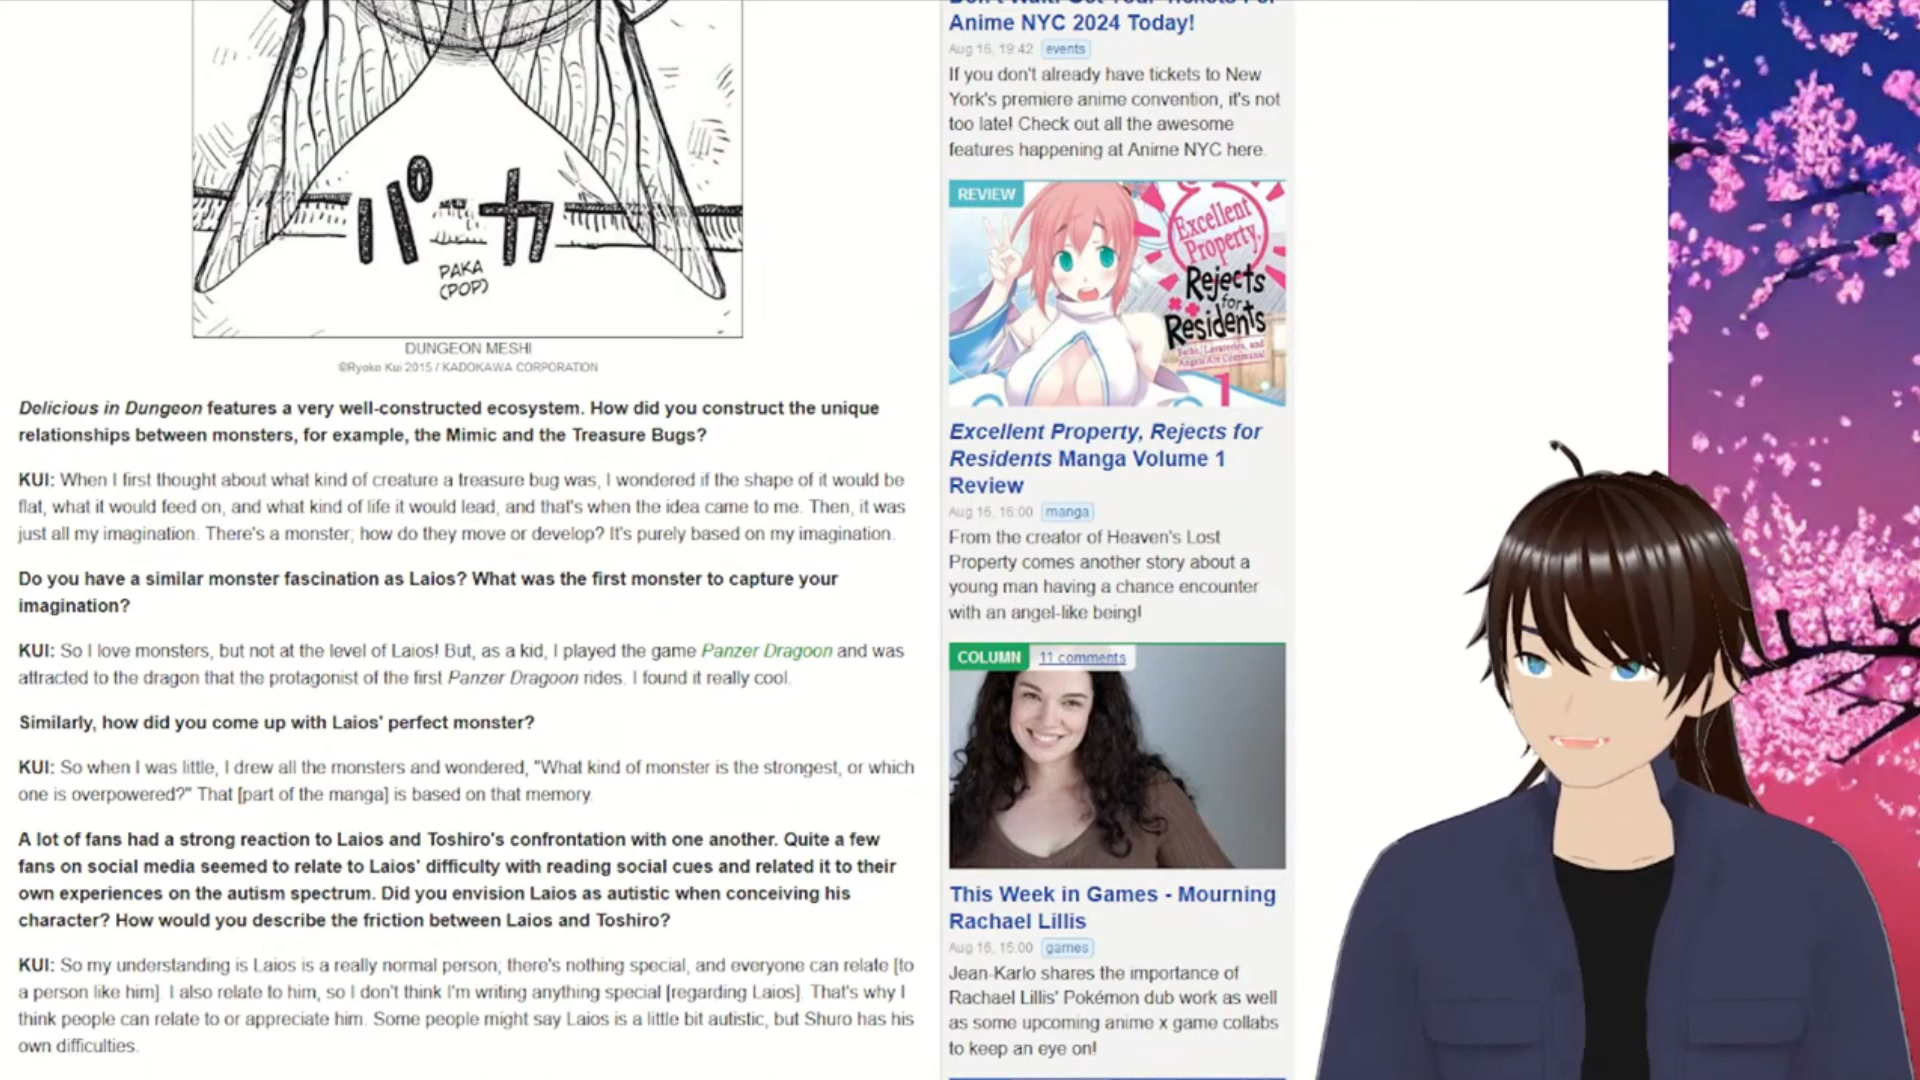 パカ
PAKA
(POP)
DUNGEON MESHI
©Ryoko Kui 2015 / KADOKAWA CORPORATION
Delicious in Dungeon features a very well-constructed ecosystem. How did you construct the unique
relationships between monsters, for example, the Mimic and the Treasure Bugs?
KUI: When I first thought about what kind of creature a treasure bug was, I wondered if the shape of it would be
flat, what it would feed on, and what kind of life it would lead, and that's when the idea came to me. Then, it was
just all my imagination. There's a monster; how do they move or develop? It's purely based on my imagination.
Do you have a similar monster fascination as Laios? What was the first monster to capture your
imagination?
KUI: So I love monsters, but not at the level of Laios! But, as a kid, I played the game Panzer Dragoon and was
attracted to the dragon that the protagonist of the first Panzer Dragoon rides. I found it really cool.
Similarly, how did you come up with Laios' perfect monster?
KUI: So when I was little, I drew all the monsters and wondered, "What kind of monster is the strongest, or which
one is overpowered?" That [part of the manga] is based on that memory.
A lot of fans had a strong reaction to Laios and Toshiro's confrontation with one another. Quite a few
fans on social media seemed to relate to Laios' difficulty with reading social cues and related it to their
own experiences on the autism spectrum. Did you envision Laios as autistic when conceiving his
character? How would you describe the friction between Laios and Toshiro?
KUI: So my understanding is Laios is a really normal person; there's nothing special, and everyone can relate [to
a person like him]. I also relate to him, so I don't think I'm writing anything special [regarding Laios]. That's why I
think people can relate to or appreciate him. Some people might say Laios is a little bit autistic, but Shuro has his
own difficulties.
Don't Wait! Get Your Tickets For
Anime NYC 2024 Today!
Aug 16, 19:42 events
If you don't already have tickets to New
York's premiere anime convention, it's not
too late! Check out all the awesome
features happening at Anime NYC here.
REVIEW
Excellent
Property,
Rejects
for
Residents
Baths, Lavatories, and
Angels Are Communal
1
Excellent Property, Rejects for
Residents Manga Volume 1
Review
Aug 16, 16:00 manga
From the creator of Heaven's Lost
Property comes another story about a
young man having a chance encounter
with an angel-like being!
COLUMN 11 comments
This Week in Games - Mourning
Rachael Lillis
Aug 16, 15:00 games
Jean-Karlo shares the importance of
Rachael Lillis' Pokémon dub work as well
as some upcoming anime x game collabs
to keep an eye on!